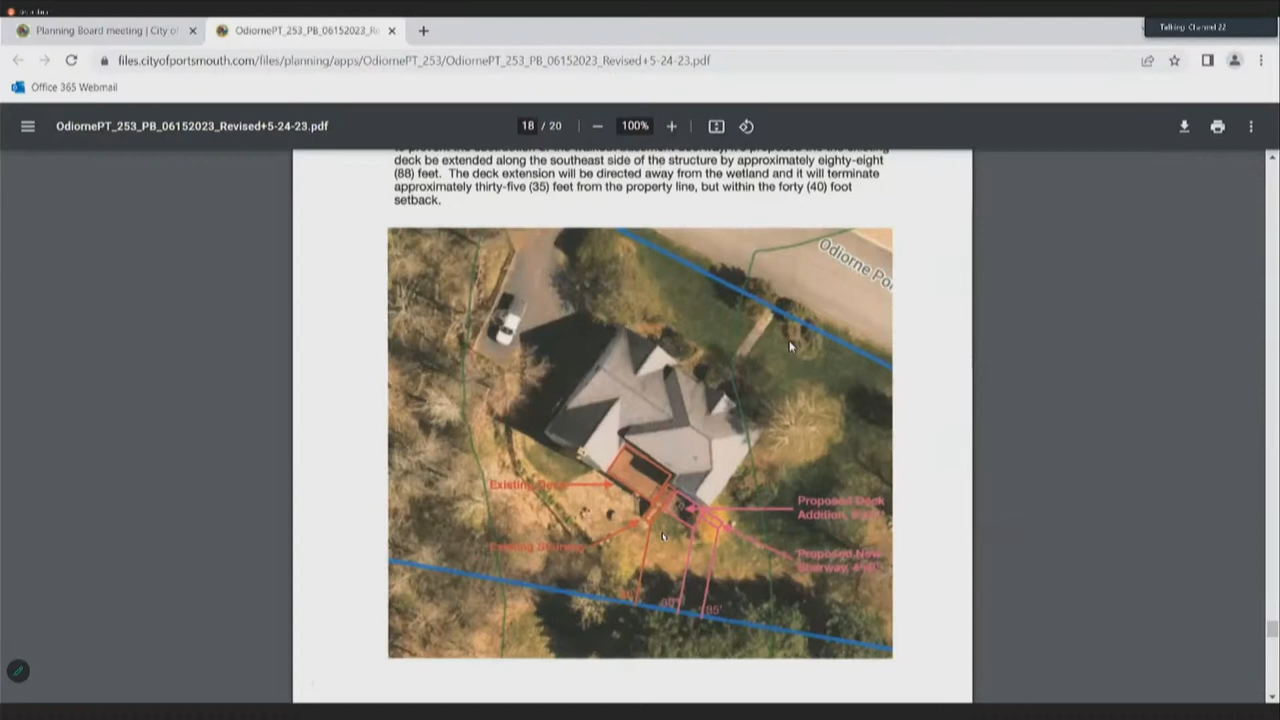 Planning Board meeting | City of
OdiornePT_253_PB_06152023_Re
Talking: Channel 22
files.cityofportsmouth.com/files/planning/apps/OdiornePT_253/OdiornePT_253_PB_06152023_Revised+5-24-23.pdf
Office 365 Webmail
OdiornePT_253_PB_06152023_Revised+5-24-23.pdf
18 / 20
100%
deck be extended along the southeast side of the structure by approximately eighty-eight
(88) feet. The deck extension will be directed away from the wetland and it will terminate
approximately thirty-five (35) feet from the property line, but within the forty (40) foot
setback.
Odiorne Poi
Existing Deck
Proposed Deck
Addition,
Existing Stairway
Proposed New
Stairway,